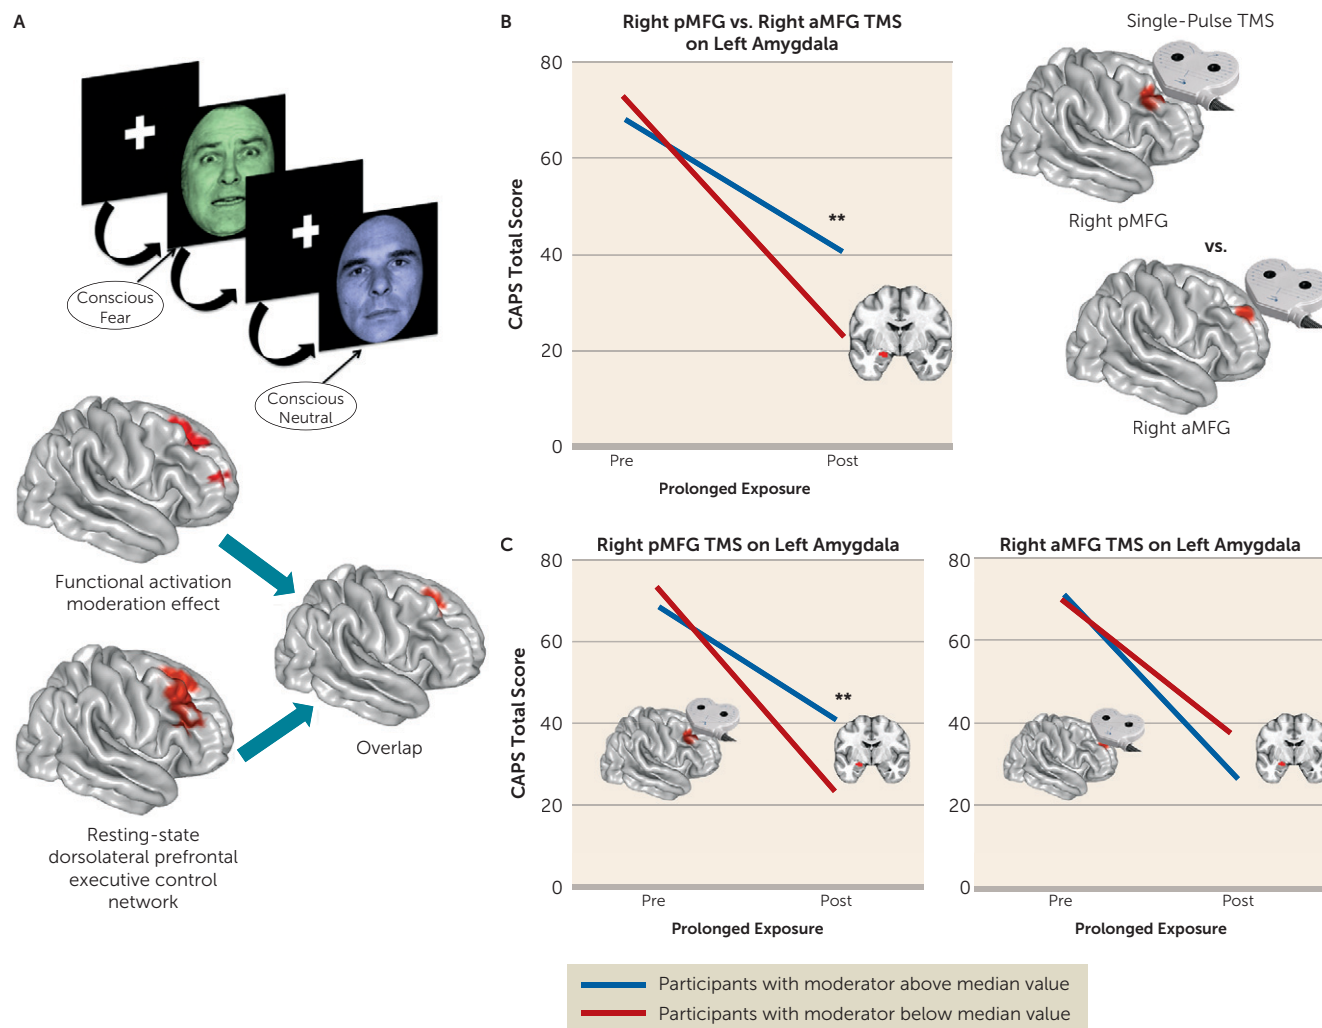 A
Conscious
Fear
Conscious
Neutral
Functional activation
moderation effect
Overlap
Resting-state
dorsolateral prefrontal
executive control
network
B
Right pMFG vs. Right aMFG TMS
on Left Amygdala
CAPS Total Score
80
60
40
20
0
**
Pre
Post
Prolonged Exposure
Single-Pulse TMS
Right pMFG
vs.
Right aMFG
C
Right pMFG TMS on Left Amygdala
CAPS Total Score
80
60
40
20
0
**
Pre
Post
Prolonged Exposure
Right aMFG TMS on Left Amygdala
80
60
40
20
0
Pre
Post
Prolonged Exposure
Participants with moderator above median value
Participants with moderator below median value